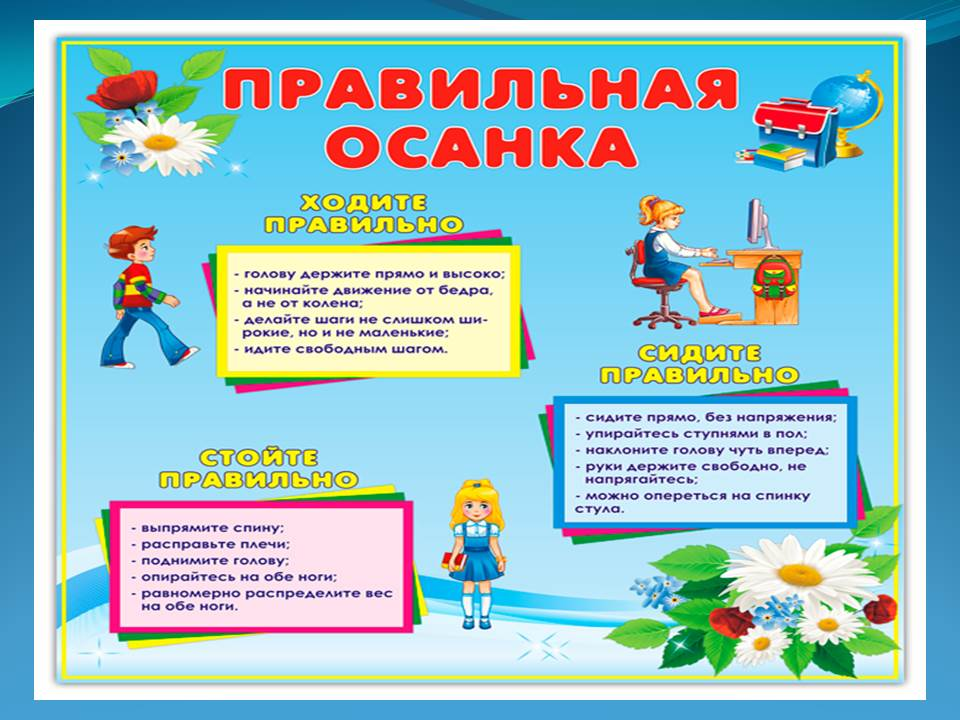 ПРАВИЛЬНАЯ
ОСАНКА
ХОДИТЕ
ПРАВИЛЬНО
- голову держите прямо и высоко;
- начинайте движение от бедра,
а не от колена;
- делайте шаги не слишком ши-
рокие, но и не маленькие;
- идите свободным шагом.
СИДИТЕ
ПРАВИЛЬНО
- сидите прямо, без напряжения;
- упирайтесь ступнями в пол;
- наклоните голову чуть вперед;
- руки держите свободно, не
напрягайтесь;
- можно опереться на спинку
стула.
СТОЙТЕ
ПРАВИЛЬНО
- выпрямите спину;
- расправьте плечи;
- поднимите голову;
- опирайтесь на обе ноги;
- равномерно распределите вес
на обе ноги.